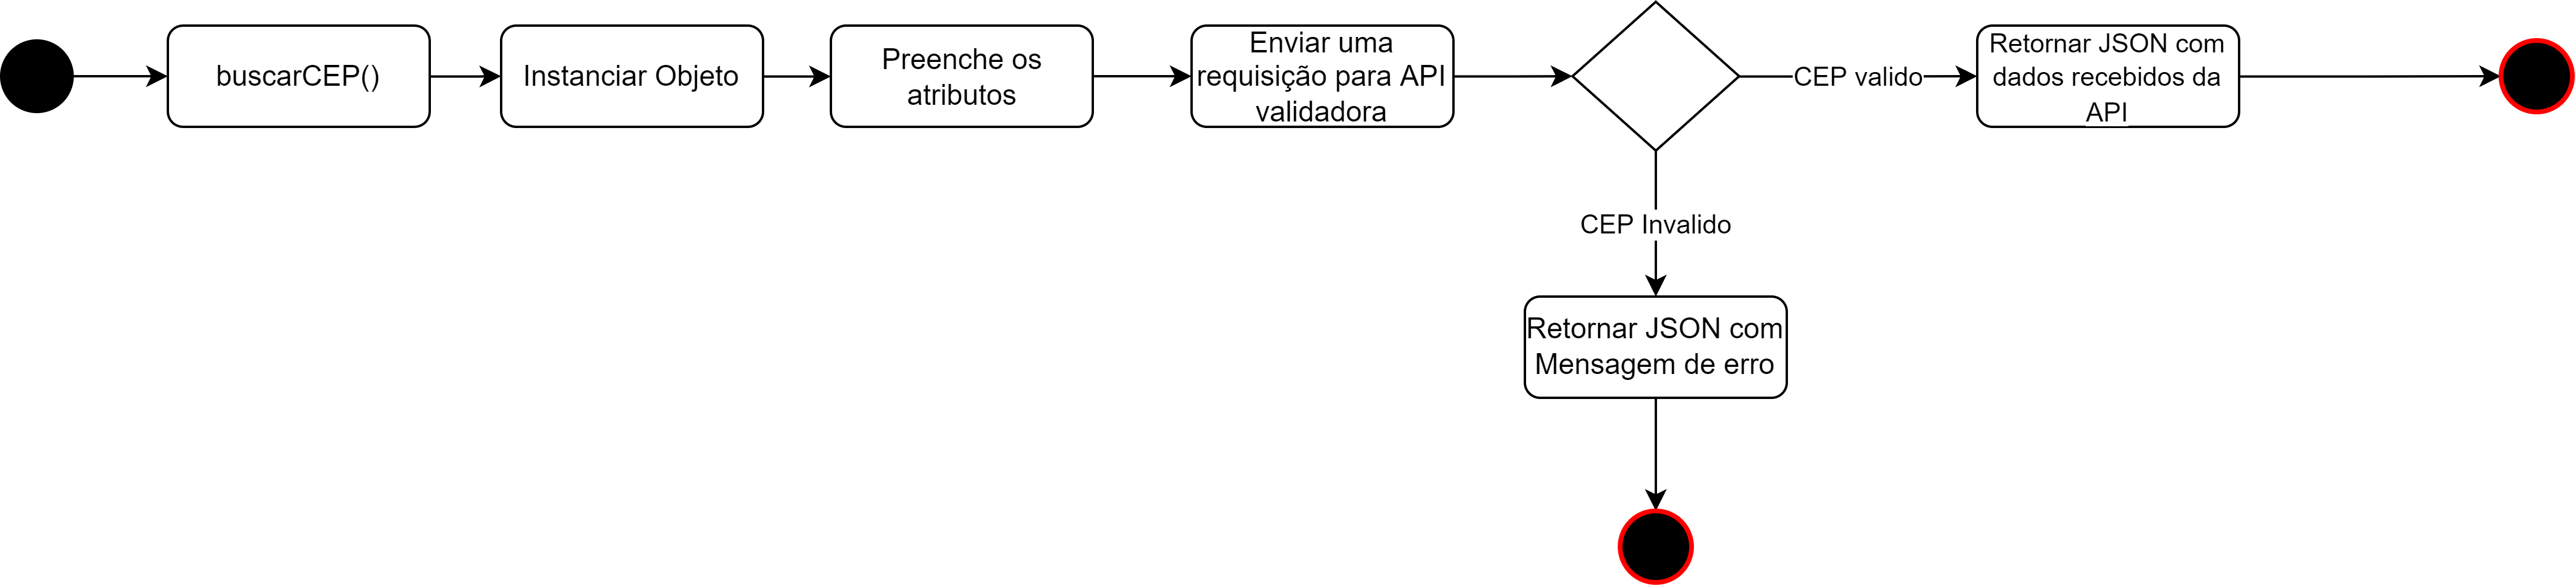 buscarCEP()
Instanciar Objeto
Preenche os
atributos
Enviar uma
requisição para API
validadora
CEP valido
Retornar JSON com
dados recebidos da
API
CEP Invalido
Retornar JSON com
Mensagem de erro